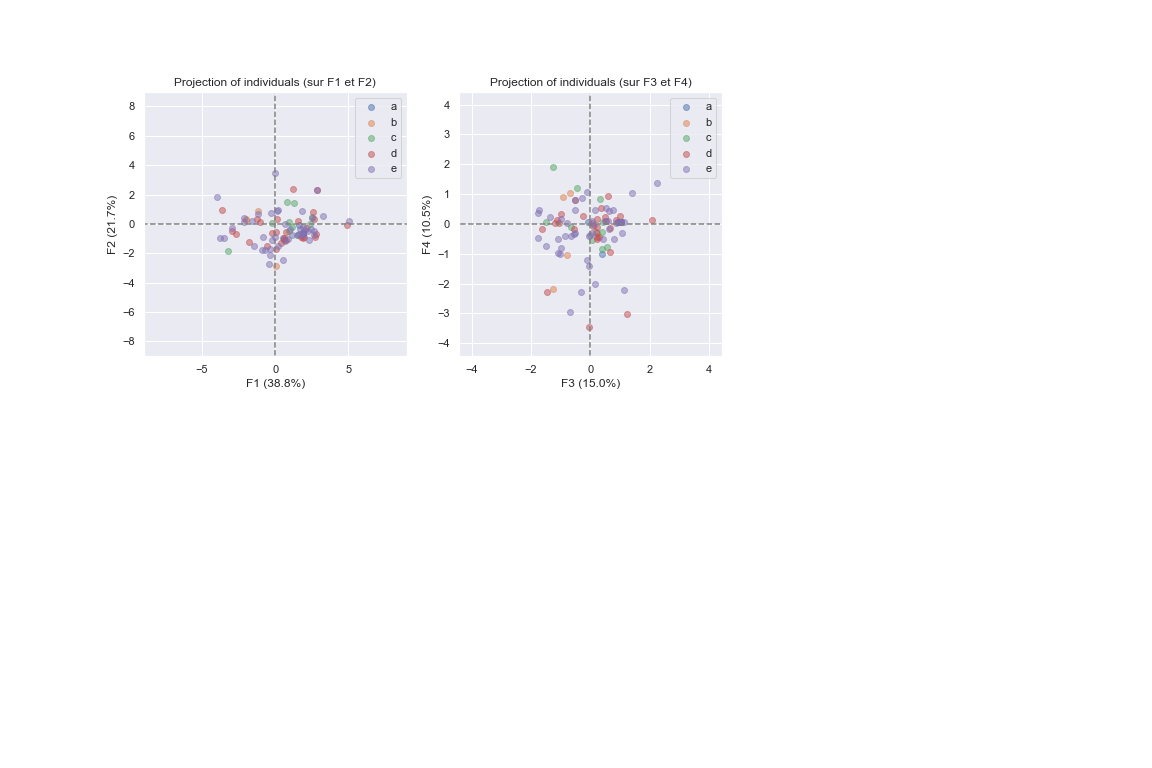 Projection of individuals (sur F1 et F2)
8
6
4
2
0
−2
−4
−6
−8
F2 (21.7%)
−5
0
5
F1 (38.8%)
a
b
c
d
e
Projection of individuals (sur F3 et F4)
4
3
2
1
0
−1
−2
−3
−4
F4 (10.5%)
−4
−2
0
2
4
F3 (15.0%)
a
b
c
d
e